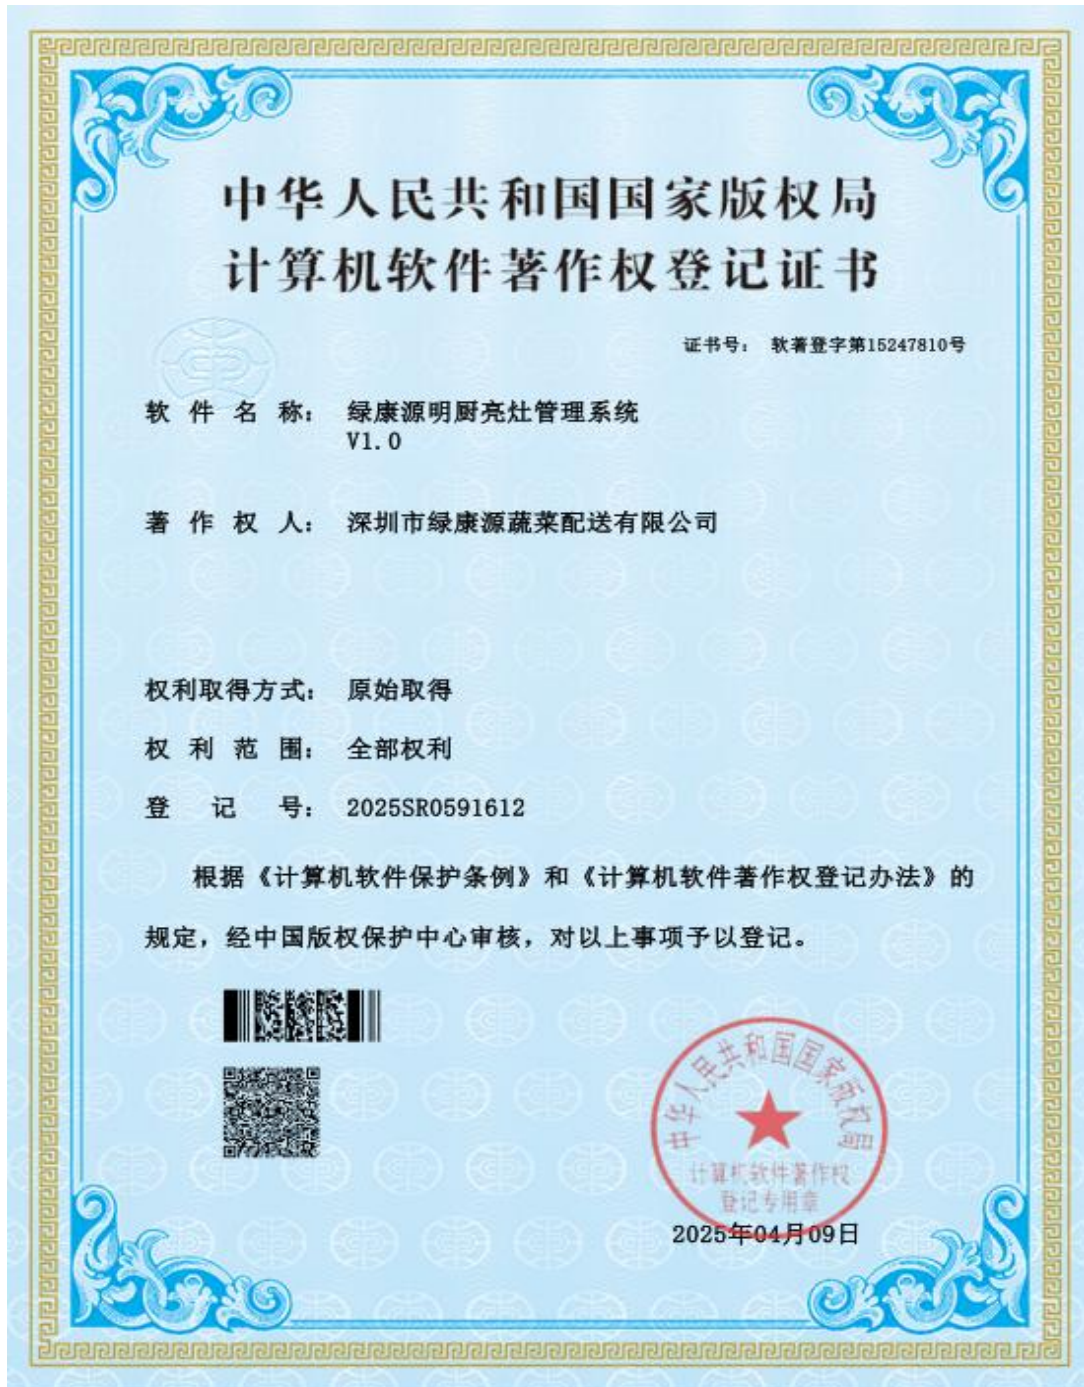 中华人民共和国国家版权局
计算机软件著作权登记证书
证书号： 软著登字第15247810号
软件名称： 绿康源明厨亮灶管理系统
V1.0
著作权人： 深圳市绿康源蔬菜配送有限公司
权利取得方式： 原始取得
权利范围： 全部权利
登记号： 2025SR0591612
根据《计算机软件保护条例》和《计算机软件著作权登记办法》的
规定，经中国版权保护中心审核，对以上事项予以登记。
中华人民共和国国家版权局
计算机软件著作权
登记专用章
2025年04月09日